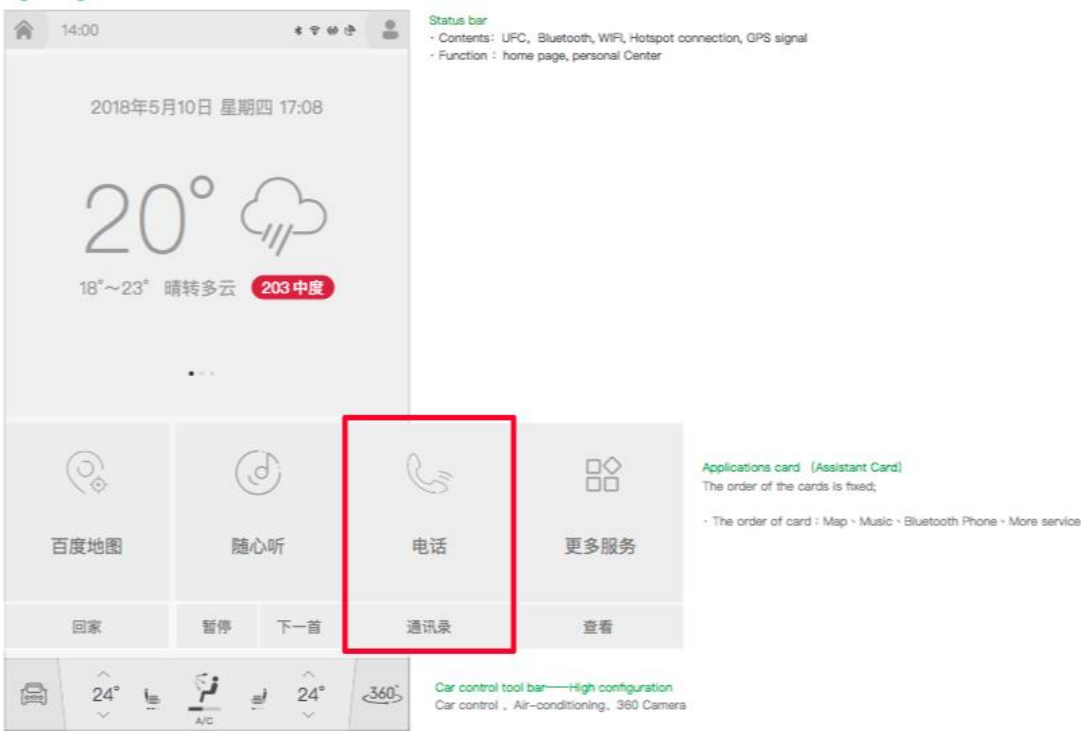 14:00
Status bar
· Contents： UFC， Bluetooth, WIFI, Hotspot connection, GPS signal
· Function： home page, personal Center
2018年5月10日 星期四 17:08
20°
18°～23° 晴转多云 203 中度
Applications card （Assistant Card）
The order of the cards is fixed;
· The order of card：Map、Music、Bluetooth Phone、More service
百度地图 随心听 电话 更多服务
回家 暂停 下一首 通讯录 查看
24° A/C 24° 360°
Car control tool bar——High configuration
Car control 、Air-conditioning、360 Camera